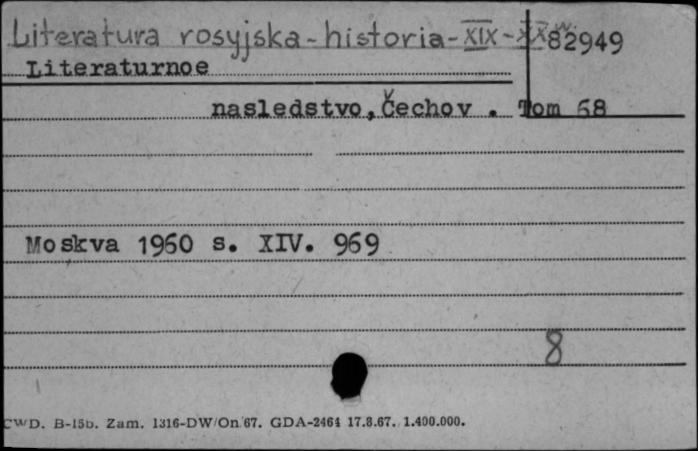 Literatura rosyjska-historia-XIX-XX w.
82949
Literaturnoe
nasledstvo, Čechov . Tom 68
Moskva 1960 s. XIV. 969
8
CWD. B-15b. Zam. 1316-DW/On/67. GDA-2464 17.8.67. 1.400.000.